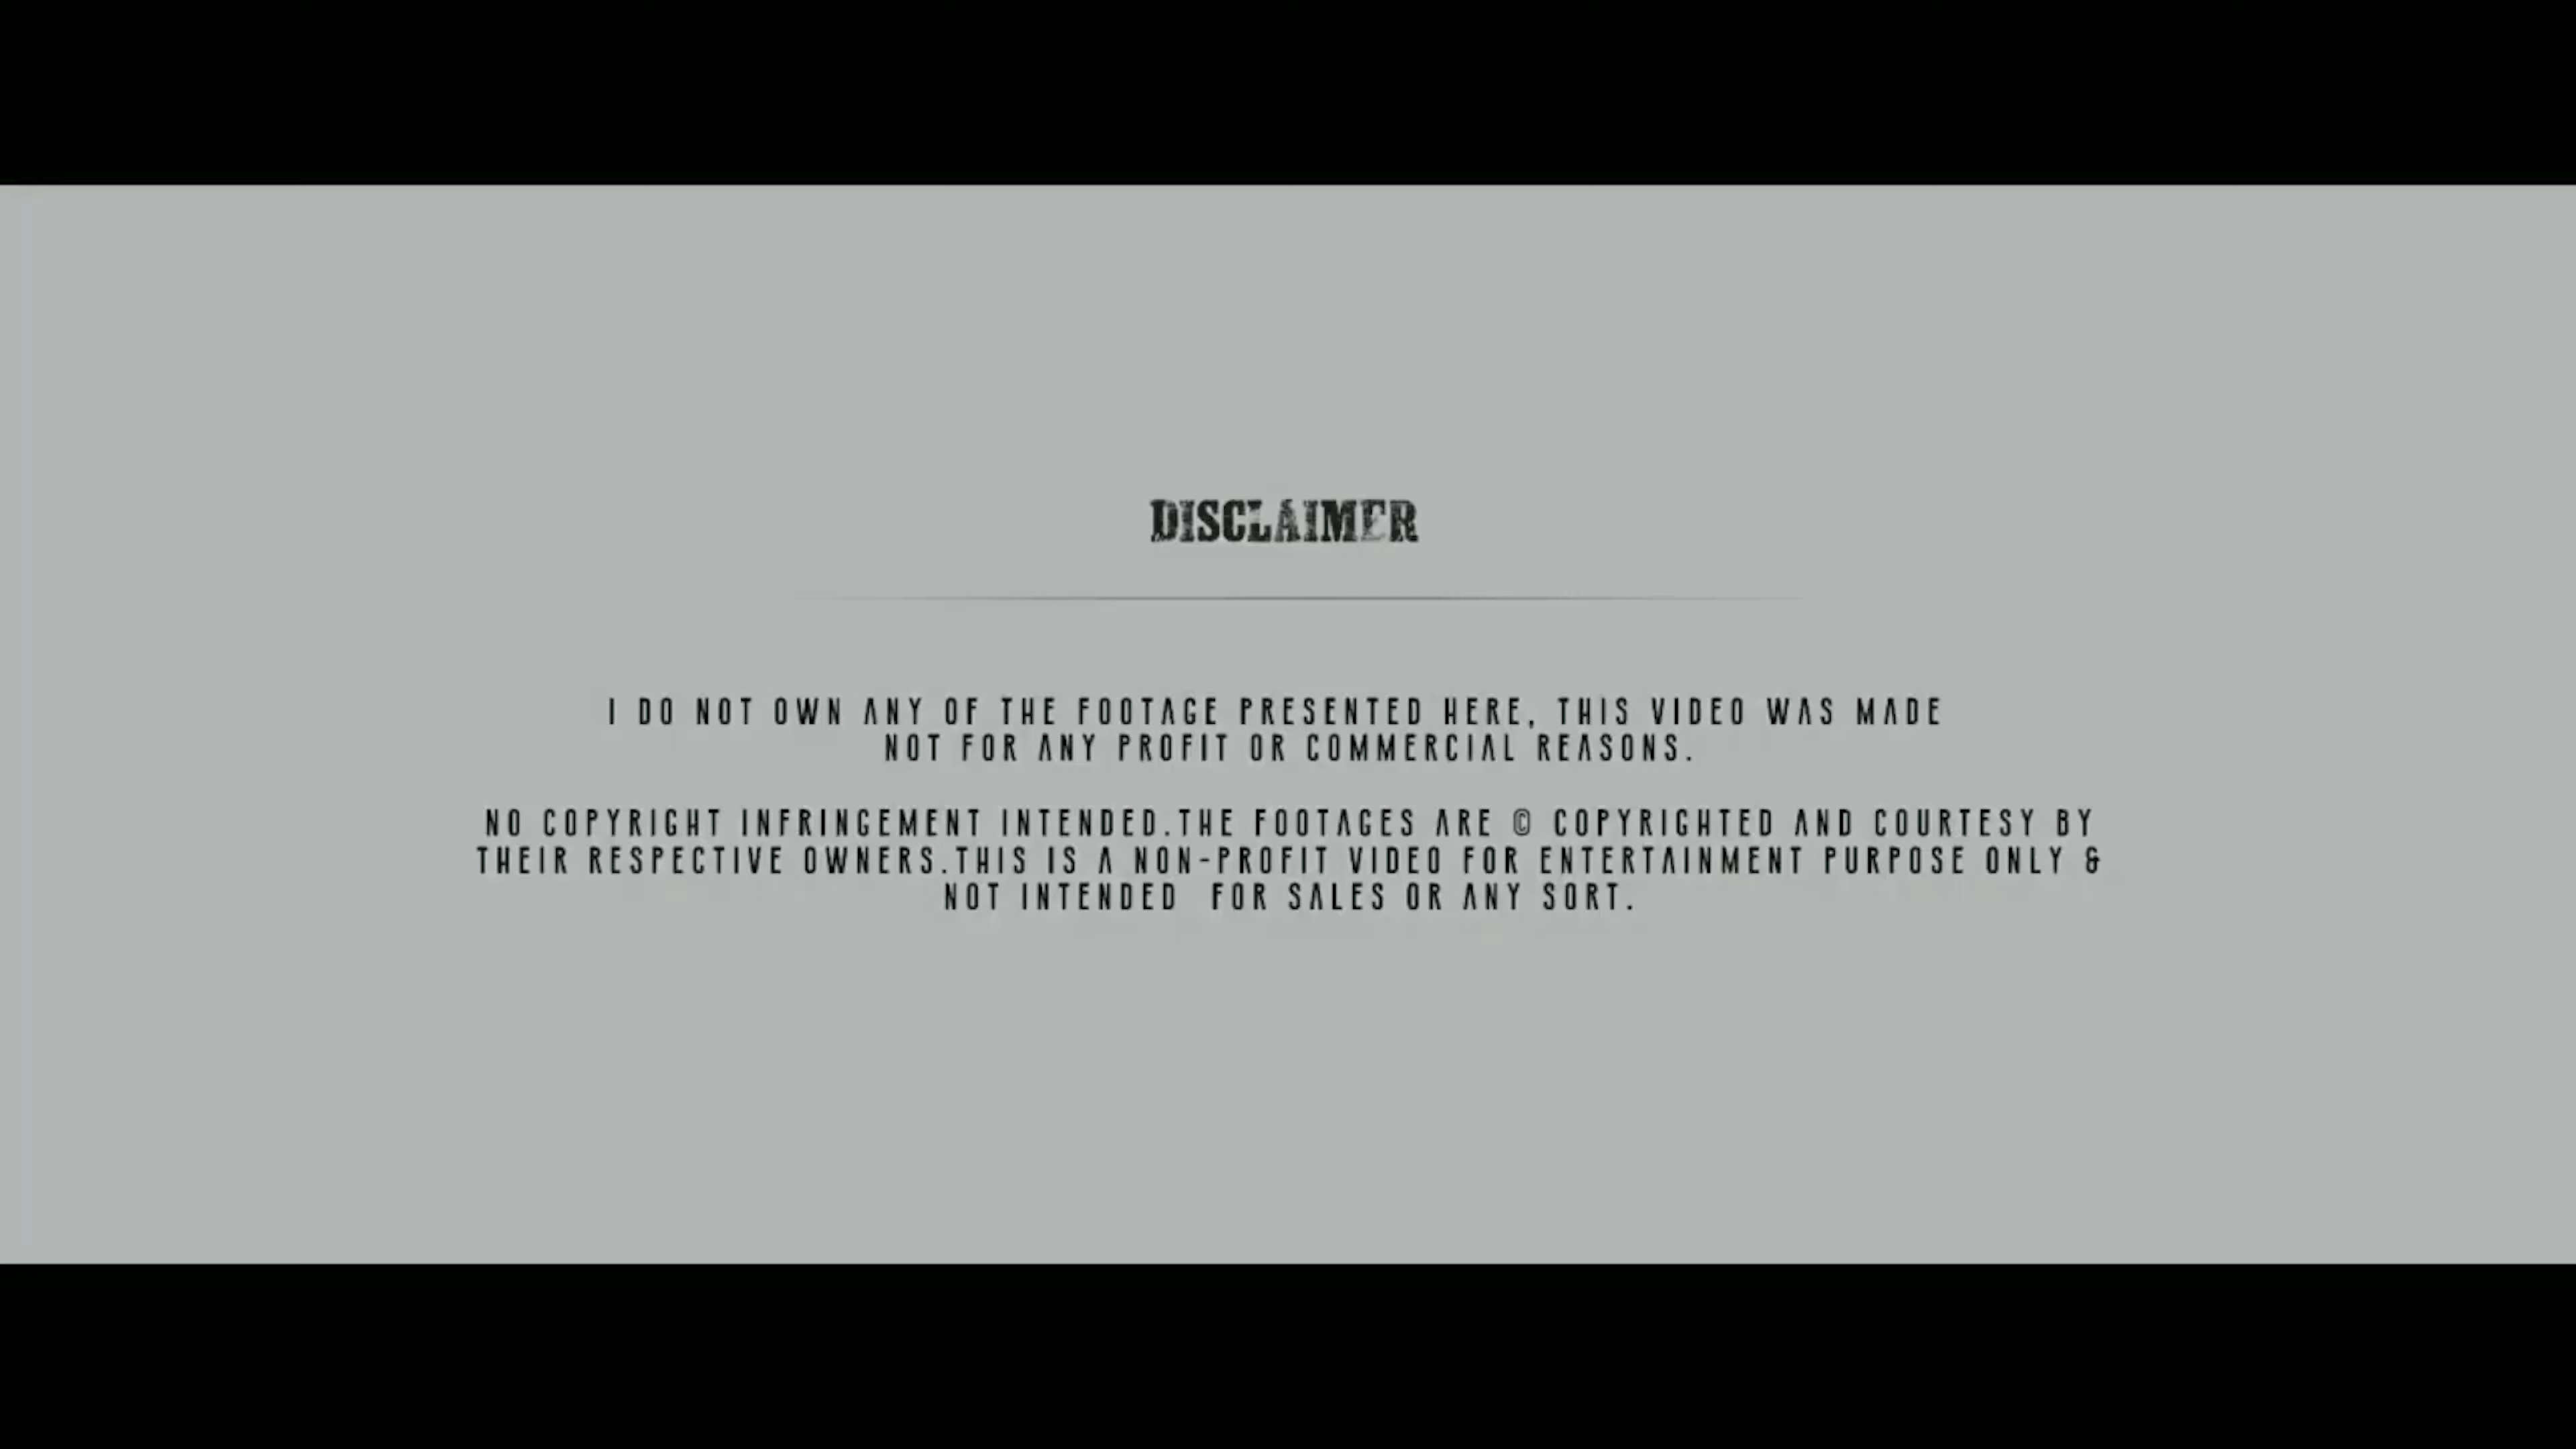 DISCLAIMER
I DO NOT OWN ANY OF THE FOOTAGE PRESENTED HERE, THIS VIDEO WAS MADE
NOT FOR ANY PROFIT OR COMMERCIAL REASONS.
NO COPYRIGHT INFRINGEMENT INTENDED.THE FOOTAGES ARE © COPYRIGHTED AND COURTESY BY
THEIR RESPECTIVE OWNERS.THIS IS A NON-PROFIT VIDEO FOR ENTERTAINMENT PURPOSE ONLY &
NOT INTENDED  FOR SALES OR ANY SORT.